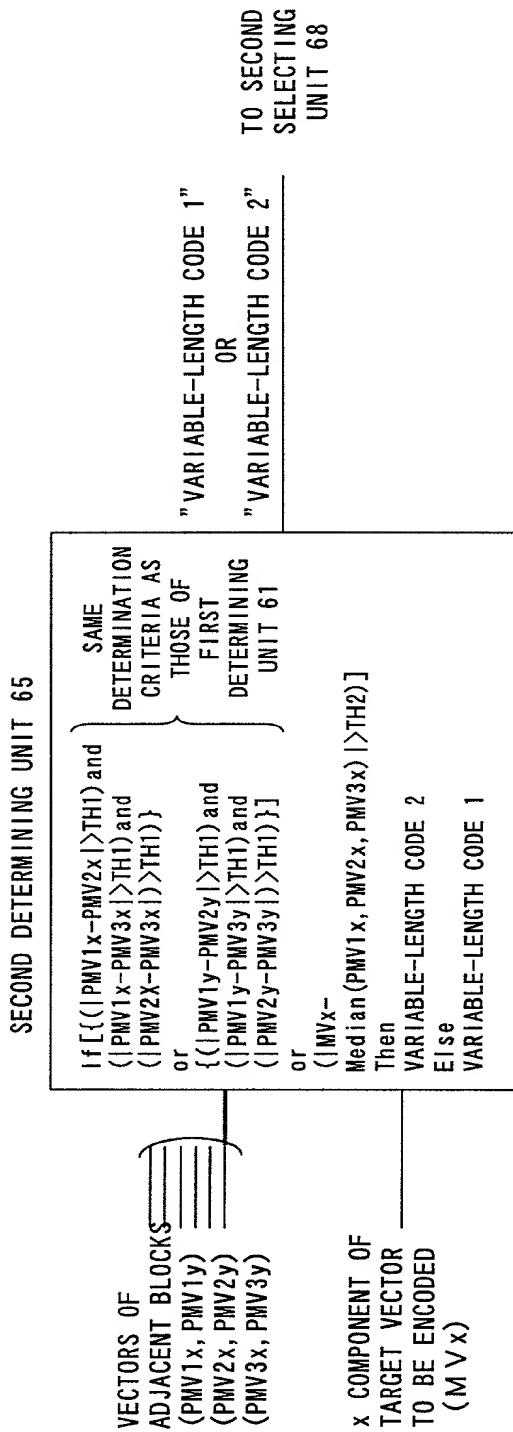 SECOND DETERMINING UNIT 65
VECTORS OF
ADJACENT BLOCKS
(PMV1x, PMV1y)
(PMV2x, PMV2y)
(PMV3x, PMV3y)
X COMPONENT OF
TARGET VECTOR
TO BE ENCODED
(MVx)
If[{(|PMV1x-PMV2x|>TH1)and
(|PMV1x-PMV3x|>TH1)and
(|PMV2X-PMV3x|)>TH1)}
or
{(|PMV1y-PMV2y|>TH1)and
(|PMV1y-PMV3y|>TH1)and
(|PMV2y-PMV3y|)>TH1)}]
or
(|MVx-
Median(PMV1x,PMV2x,PMV3x)|>TH2)]
Then
VARIABLE-LENGTH CODE 2
Else
VARIABLE-LENGTH CODE 1
SAME
DETERMINATION
CRITERIA AS
THOSE OF
FIRST
DETERMINING
UNIT 61
"VARIABLE-LENGTH CODE 1"
OR
"VARIABLE-LENGTH CODE 2"
TO SECOND
SELECTING
UNIT 68